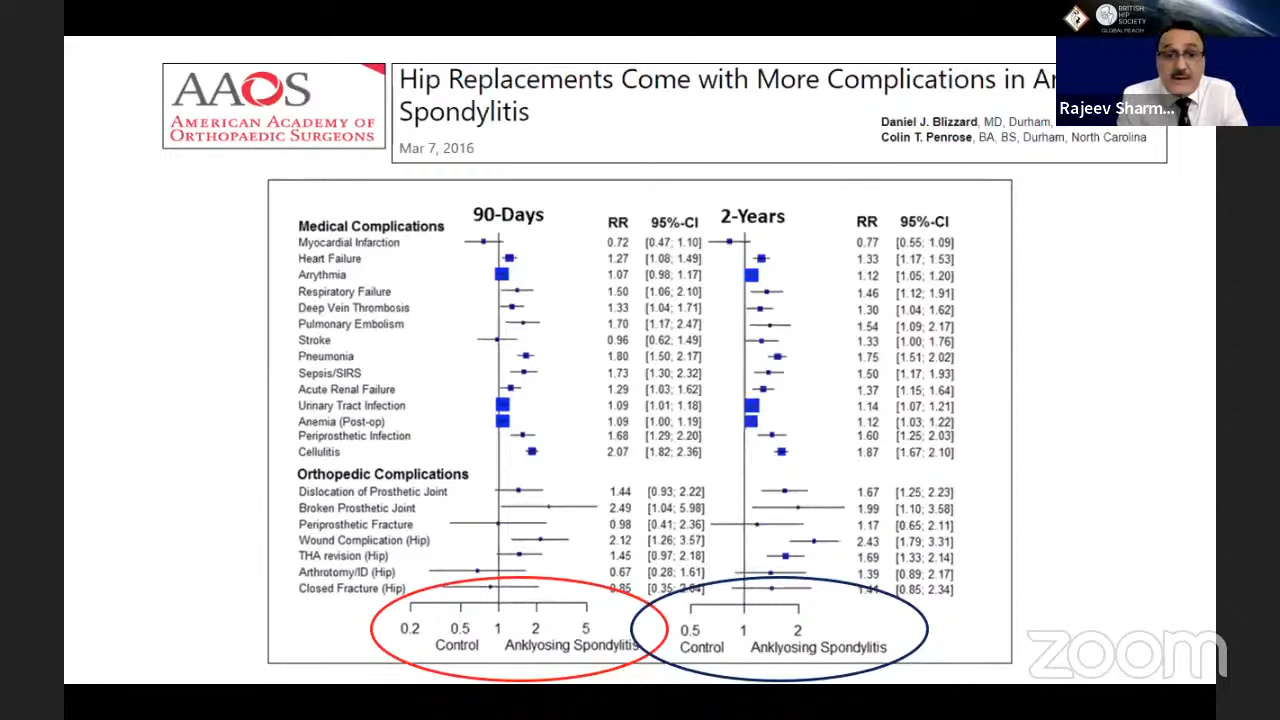 BRITISH
HIP
SOCIETY
GLOBAL REACH
Rajeev Sharm...
AAOS
AMERICAN ACADEMY OF
ORTHOPAEDIC SURGEONS
Hip Replacements Come with More Complications in An
Spondylitis
Daniel J. Blizzard, MD, Durham,
Colin T. Penrose, BA, BS, Durham, North Carolina
Mar 7, 2016
90-Days RR 95%-CI 2-Years RR 95%-CI
Medical Complications
Myocardial Infarction 0.72 [0.47; 1.10] 0.77 [0.55; 1.09]
Heart Failure 1.27 [1.08; 1.49] 1.33 [1.17; 1.53]
Arrythmia 1.07 [0.98; 1.17] 1.12 [1.05; 1.20]
Respiratory Failure 1.50 [1.06; 2.10] 1.46 [1.12; 1.91]
Deep Vein Thrombosis 1.33 [1.04; 1.71] 1.30 [1.04; 1.62]
Pulmonary Embolism 1.70 [1.17; 2.47] 1.54 [1.09; 2.17]
Stroke 0.96 [0.62; 1.49] 1.33 [1.00; 1.76]
Pneumonia 1.80 [1.50; 2.17] 1.75 [1.51; 2.02]
Sepsis/SIRS 1.73 [1.30; 2.32] 1.50 [1.17; 1.93]
Acute Renal Failure 1.29 [1.03; 1.62] 1.37 [1.15; 1.64]
Urinary Tract Infection 1.09 [1.01; 1.18] 1.14 [1.07; 1.21]
Anemia (Post-op) 1.09 [1.00; 1.19] 1.12 [1.03; 1.22]
Periprosthetic Infection 1.68 [1.29; 2.20] 1.60 [1.25; 2.03]
Cellulitis 2.07 [1.82; 2.36] 1.87 [1.67; 2.10]
Orthopedic Complications
Dislocation of Prosthetic Joint 1.44 [0.93; 2.22] 1.67 [1.25; 2.23]
Broken Prosthetic Joint 2.49 [1.04; 5.98] 1.99 [1.10; 3.58]
Periprosthetic Fracture 0.98 [0.41; 2.36] 1.17 [0.65; 2.11]
Wound Complication (Hip) 2.12 [1.26; 3.57] 2.43 [1.79; 3.31]
THA revision (Hip) 1.45 [0.97; 2.18] 1.69 [1.33; 2.14]
Arthrotomy/ID (Hip) 0.67 [0.28; 1.61] 1.39 [0.89; 2.17]
Closed Fracture (Hip) 0.85 [0.35; 2.04] 1.41 [0.85; 2.34]
0.2 0.5 1 2 5 0.5 1 2
Control Anklyosing Spondylitis Control Anklyosing Spondylitis
zoom